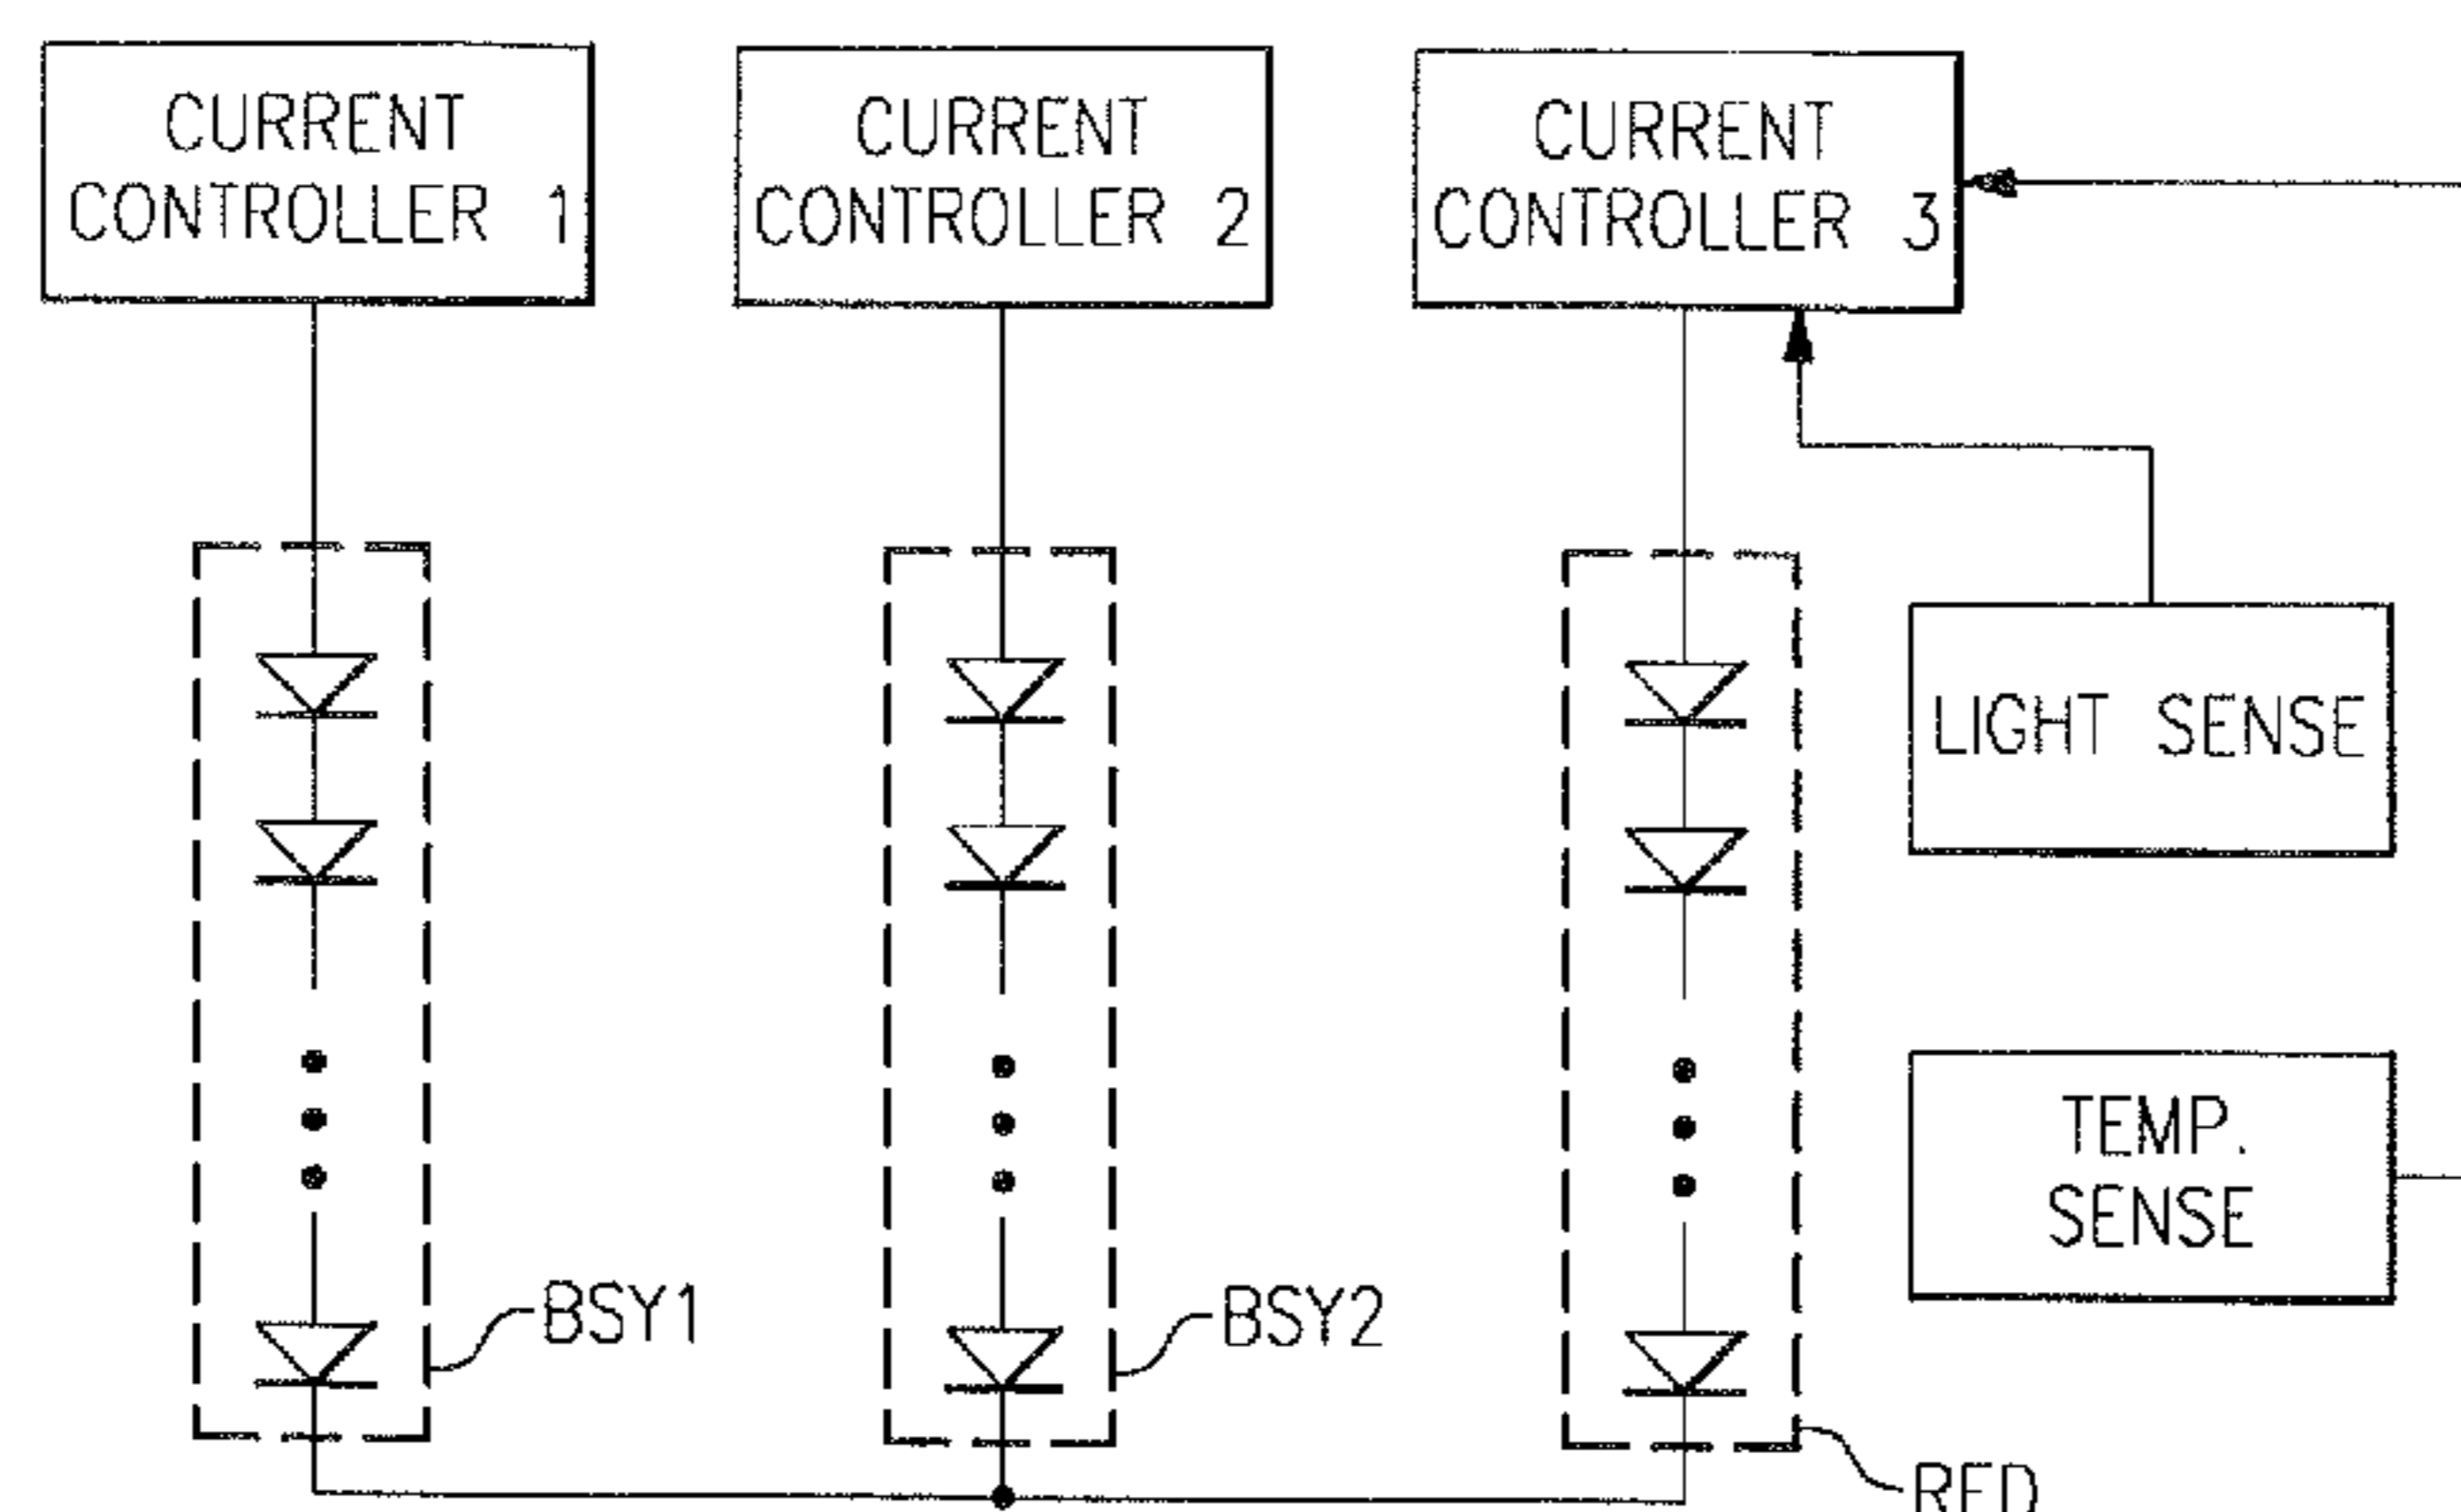 CURRENT
CONTROLLER 1
CURRENT
CONTROLLER 2
CURRENT
CONTROLLER 3
LIGHT SENSE
TEMP.
SENSE
BSY1
BSY2
RED